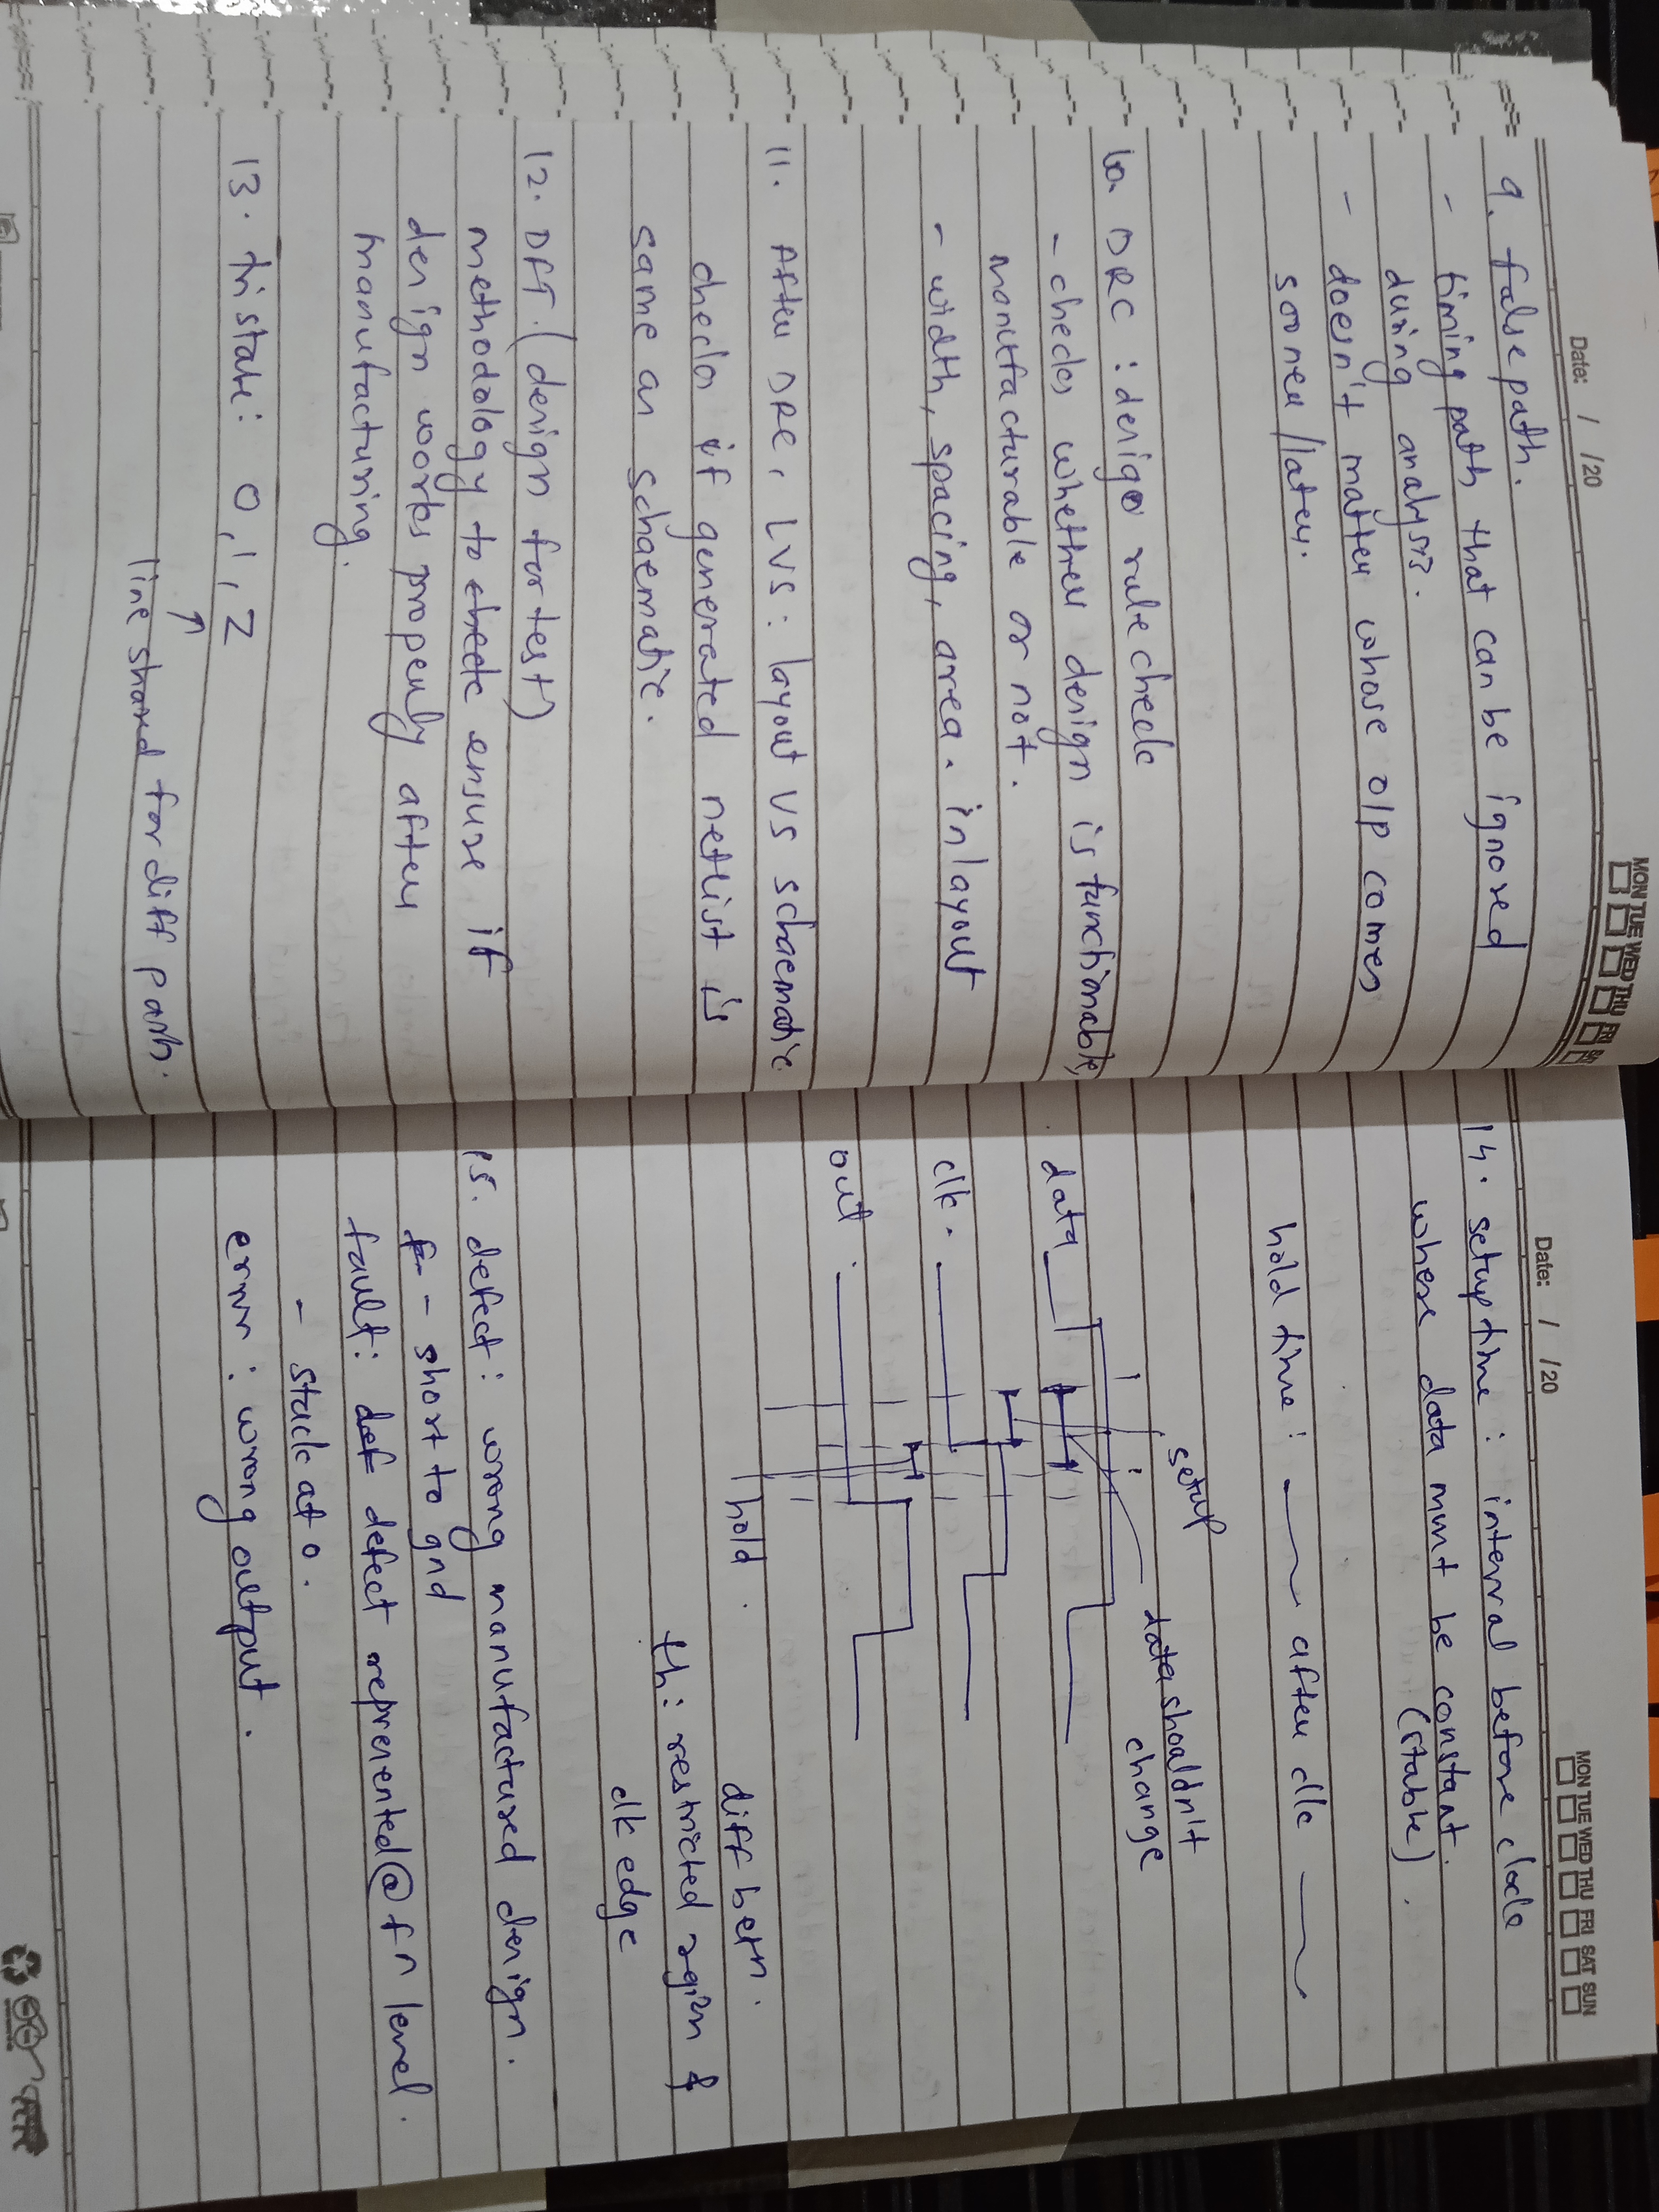 Date: / /20
MON TUE WED THU FRI
9. false path.
- timing path that can be ignored
during analysis.
- doesn't matter whose o/p comes
sooner/later.
10. DRC : design rule check
- checks whether design is functionable,
manufacturable or not.
- width, spacing, area. in layout
11. After DRC, LVS: layout VS schaematic
checks if generated netlist is
same as schaematic.
12. DFT. (design for test)
methodology to check ensure if
design works properly after
manufacturing.
13. tristate: 0, 1, Z
↑
line shared for diff path.
Date: / /20
MON TUE WED THU FRI SAT SUN
14. setup time : interval before clock
where data must be constant.
(stable).
hold time: after clk
setup
data shouldn't
change
data
clk.
out
hold.
diff betn.
th: restricted region &
clk edge
15. defect: wrong manufactured design.
f - short to gnd
fault: def defect represented @ fn level.
- stuck at 0.
error: wrong output.